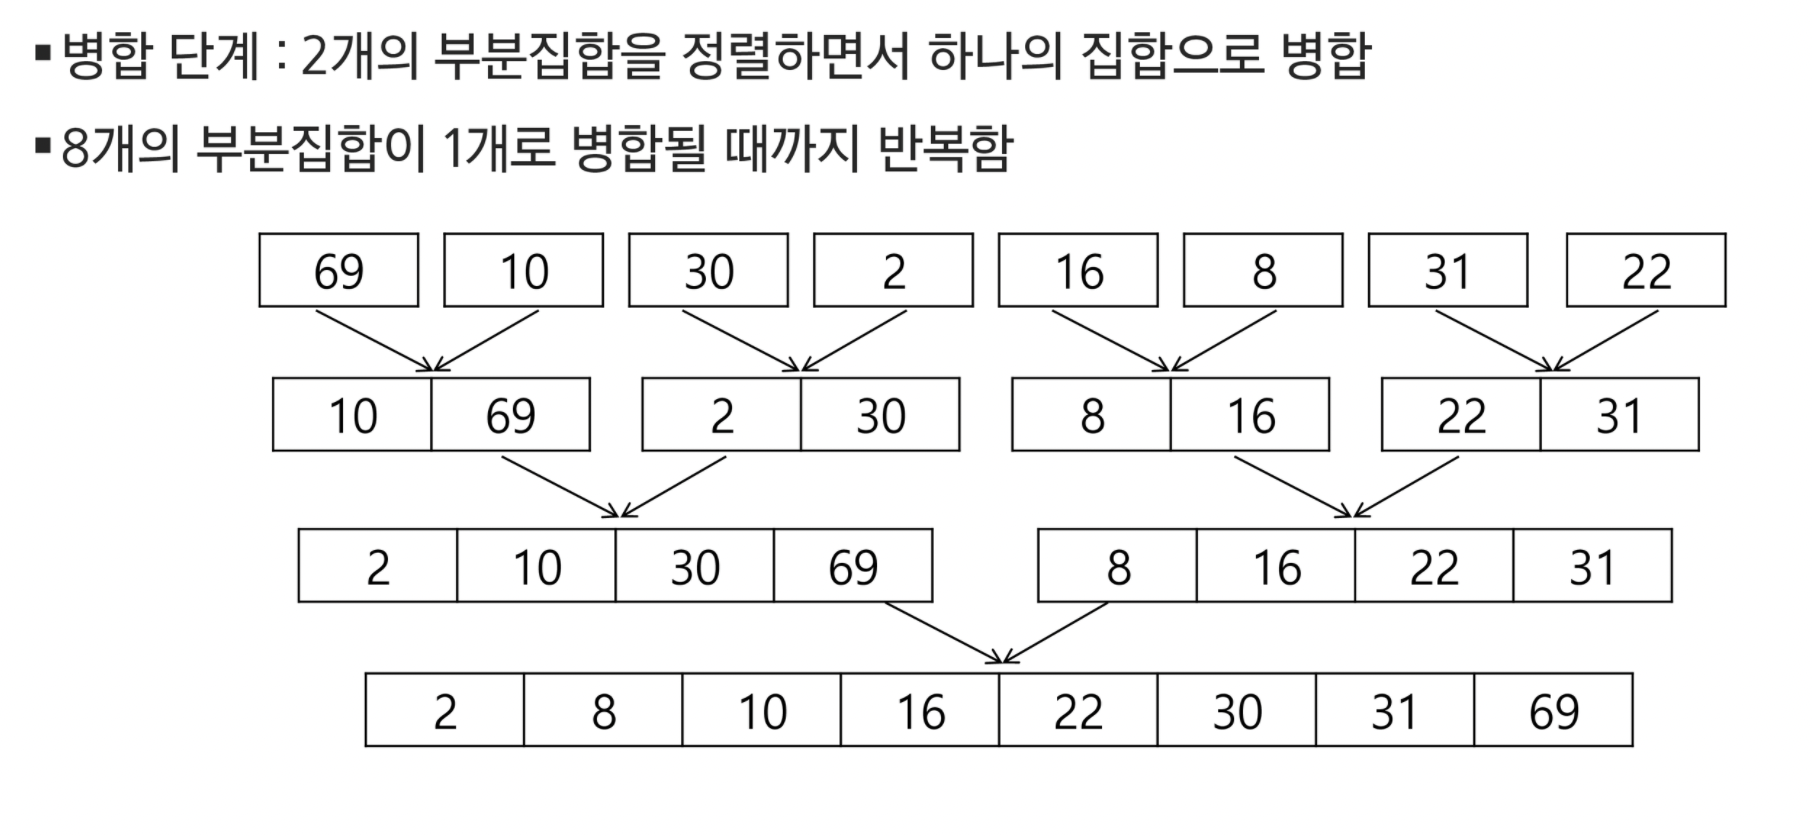 ▪병합 단계 : 2개의 부분집합을 정렬하면서 하나의 집합으로 병합
▪8개의 부분집합이 1개로 병합될 때까지 반복함
69 10 30 2 16 8 31 22
10 69 2 30 8 16 22 31
2 10 30 69 8 16 22 31
2 8 10 16 22 30 31 69